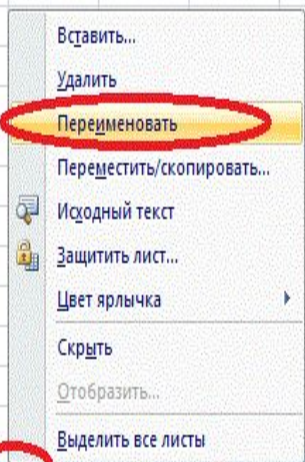 Вставить...
Удалить
Переименовать
Переместить/скопировать...
Исходный текст
Защитить лист...
Цвет ярлычка
Скрыть
Отобразить...
Выделить все листы